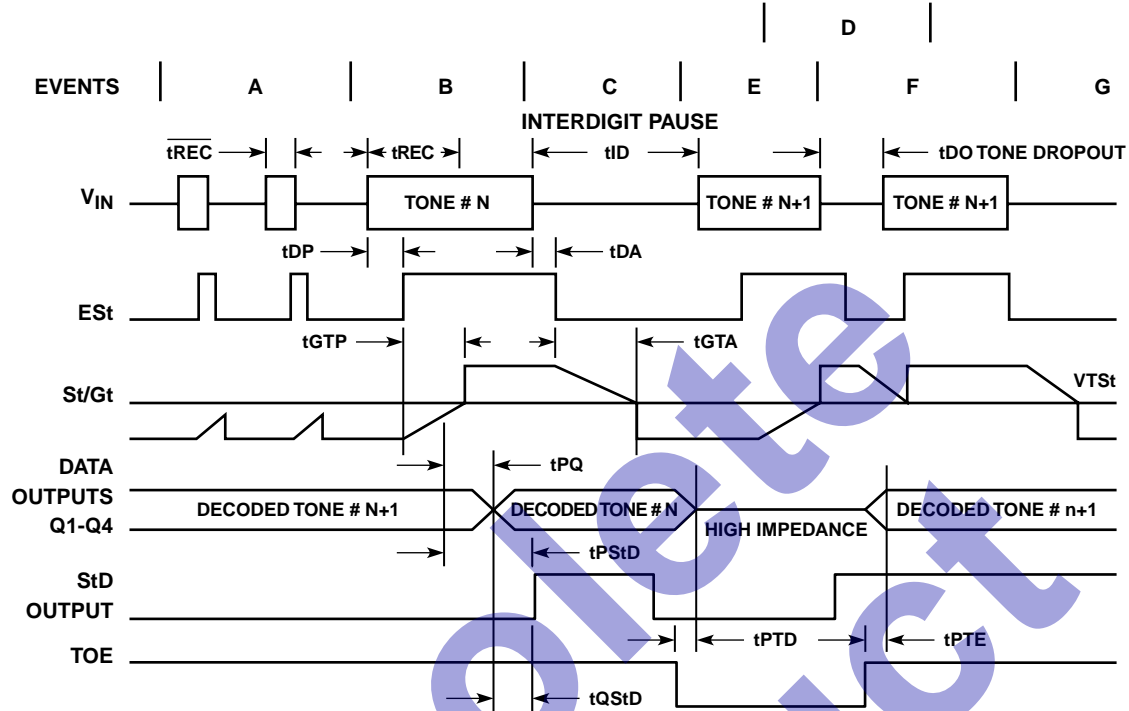 D
EVENTS A B C E F G
INTERDIGIT PAUSE
tREC tREC tID tDO TONE DROPOUT
VIN TONE # N TONE # N+1 TONE # N+1
tDP tDA
ESt
tGTP tGTA
St/Gt VTSt
DATA
OUTPUTS
Q1-Q4
tPQ
DECODED TONE # N+1 DECODED TONE # N HIGH IMPEDANCE DECODED TONE # n+1
tPStD
StD
OUTPUT
tPTD tPTE
TOE
tQStD
olete
uct